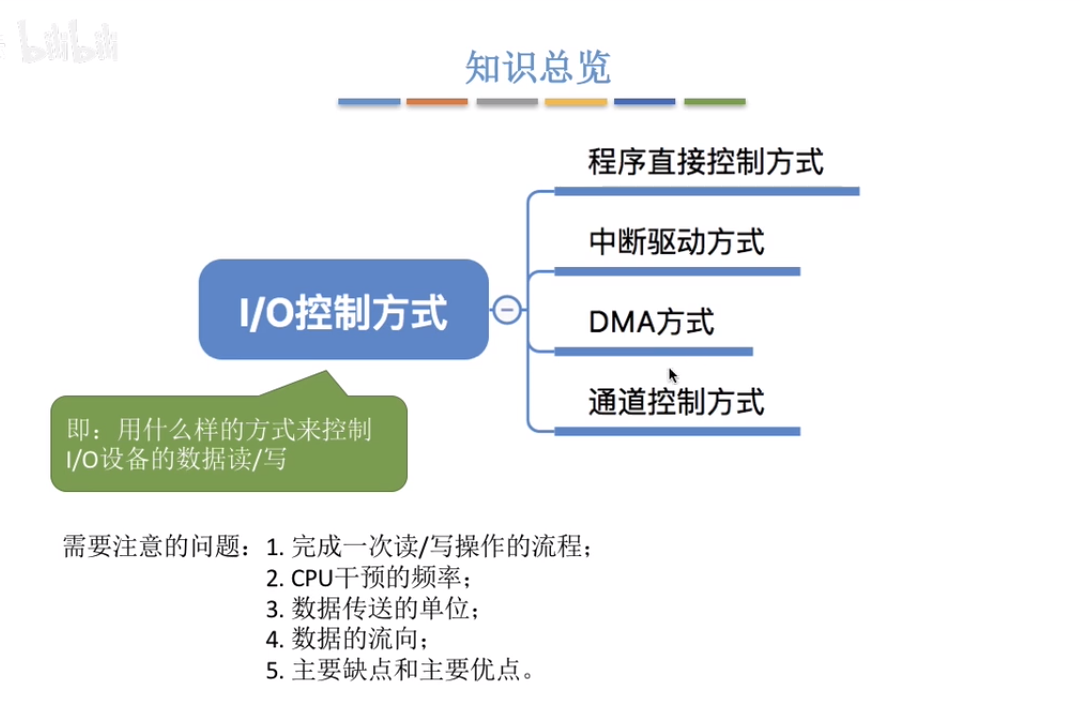 bilibili
知识总览
程序直接控制方式
中断驱动方式
I/O控制方式
DMA方式
通道控制方式
即：用什么样的方式来控制
I/O设备的数据读/写
需要注意的问题：1. 完成一次读/写操作的流程；
2. CPU干预的频率；
3. 数据传送的单位；
4. 数据的流向；
5. 主要缺点和主要优点。